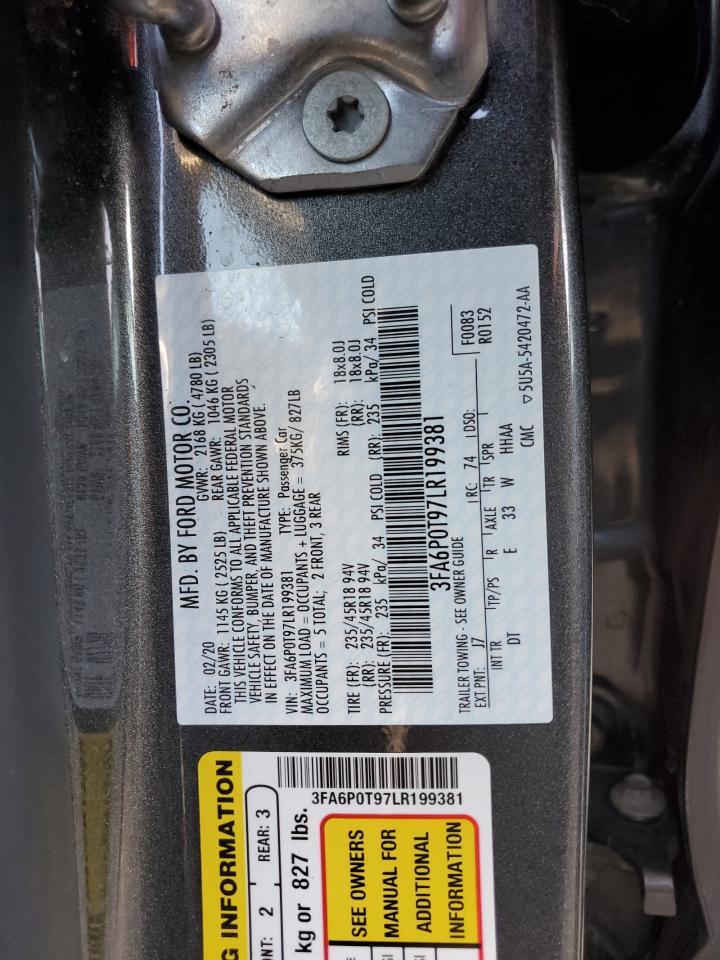 MFD. BY FORD MOTOR CO.
DATE: 02/20 GVWR: 2168 KG ( 4780 LB)
FRONT GAWR: 1145 KG ( 2525 LB) REAR GAWR: 1046 KG ( 2305 LB)
THIS VEHICLE CONFORMS TO ALL APPLICABLE FEDERAL MOTOR
VEHICLE SAFETY, BUMPER, AND THEFT PREVENTION STANDARDS
IN EFFECT ON THE DATE OF MANUFACTURE SHOWN ABOVE.
VIN: 3FA6P0T97LR199381 TYPE: Passenger Car
MAXIMUM LOAD = OCCUPANTS + LUGGAGE = 375KG/ 827LB
OCCUPANTS = 5 TOTAL; 2 FRONT, 3 REAR
TIRE (FR): 235/45R18 94V RIMS (FR): 18x8.0J
(RR): 235/45R18 94V (RR): 18x8.0J
PRESSURE (FR): 235 kPa/ 34 PSI COLD (RR): 235 kPa/ 34 PSI COLD
3FA6P0T97LR199381
TRAILER TOWING - SEE OWNER GUIDE F0083
EXT PNT: J7 RC: 74 DSO: R0152
INT TR TP/PS R AXLE TR SPR
DT E 33 W HHAA
CMC ▽5U5A-5420472-AA
G INFORMATION
ONT: 2 REAR: 3
kg or 827 lbs.
3FA6P0T97LR199381
SEE OWNERS
MANUAL FOR
ADDITIONAL
INFORMATION